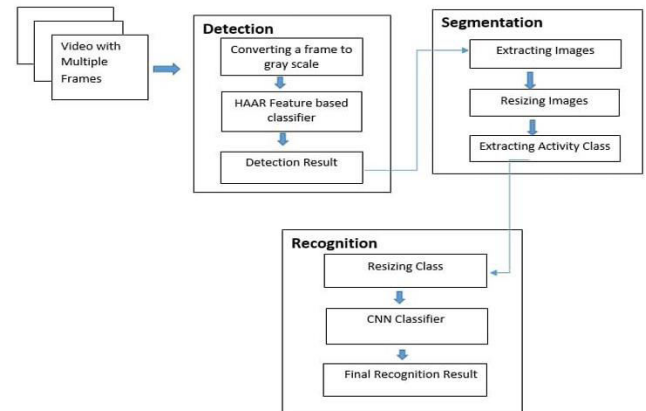 Video with
Multiple
Frames
Detection
Converting a frame to
gray scale
HAAR Feature based
classifier
Detection Result
Segmentation
Extracting Images
Resizing Images
Extracting Activity Class
Recognition
Resizing Class
CNN Classifier
Final Recognition Result